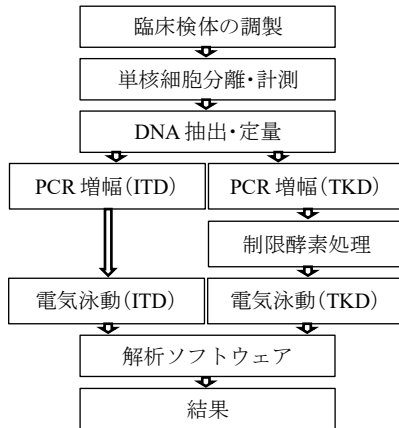 臨床検体の調製
単核細胞分離・計測
DNA 抽出・定量
PCR 増幅(ITD)
PCR 増幅(TKD)
制限酵素処理
電気泳動(ITD)
電気泳動(TKD)
解析ソフトウェア
結果